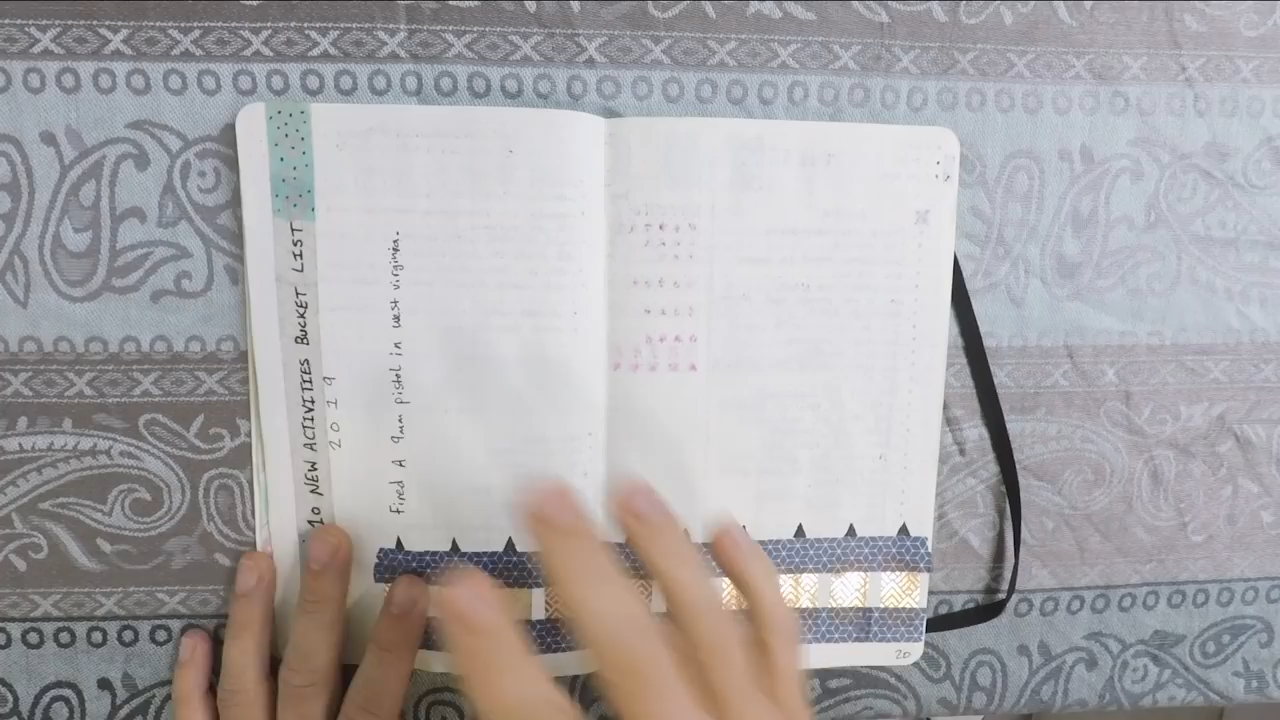 10 NEW ACTIVITIES BUCKET LIST
2019
Fired A 9mm pistol in west virginia.
20